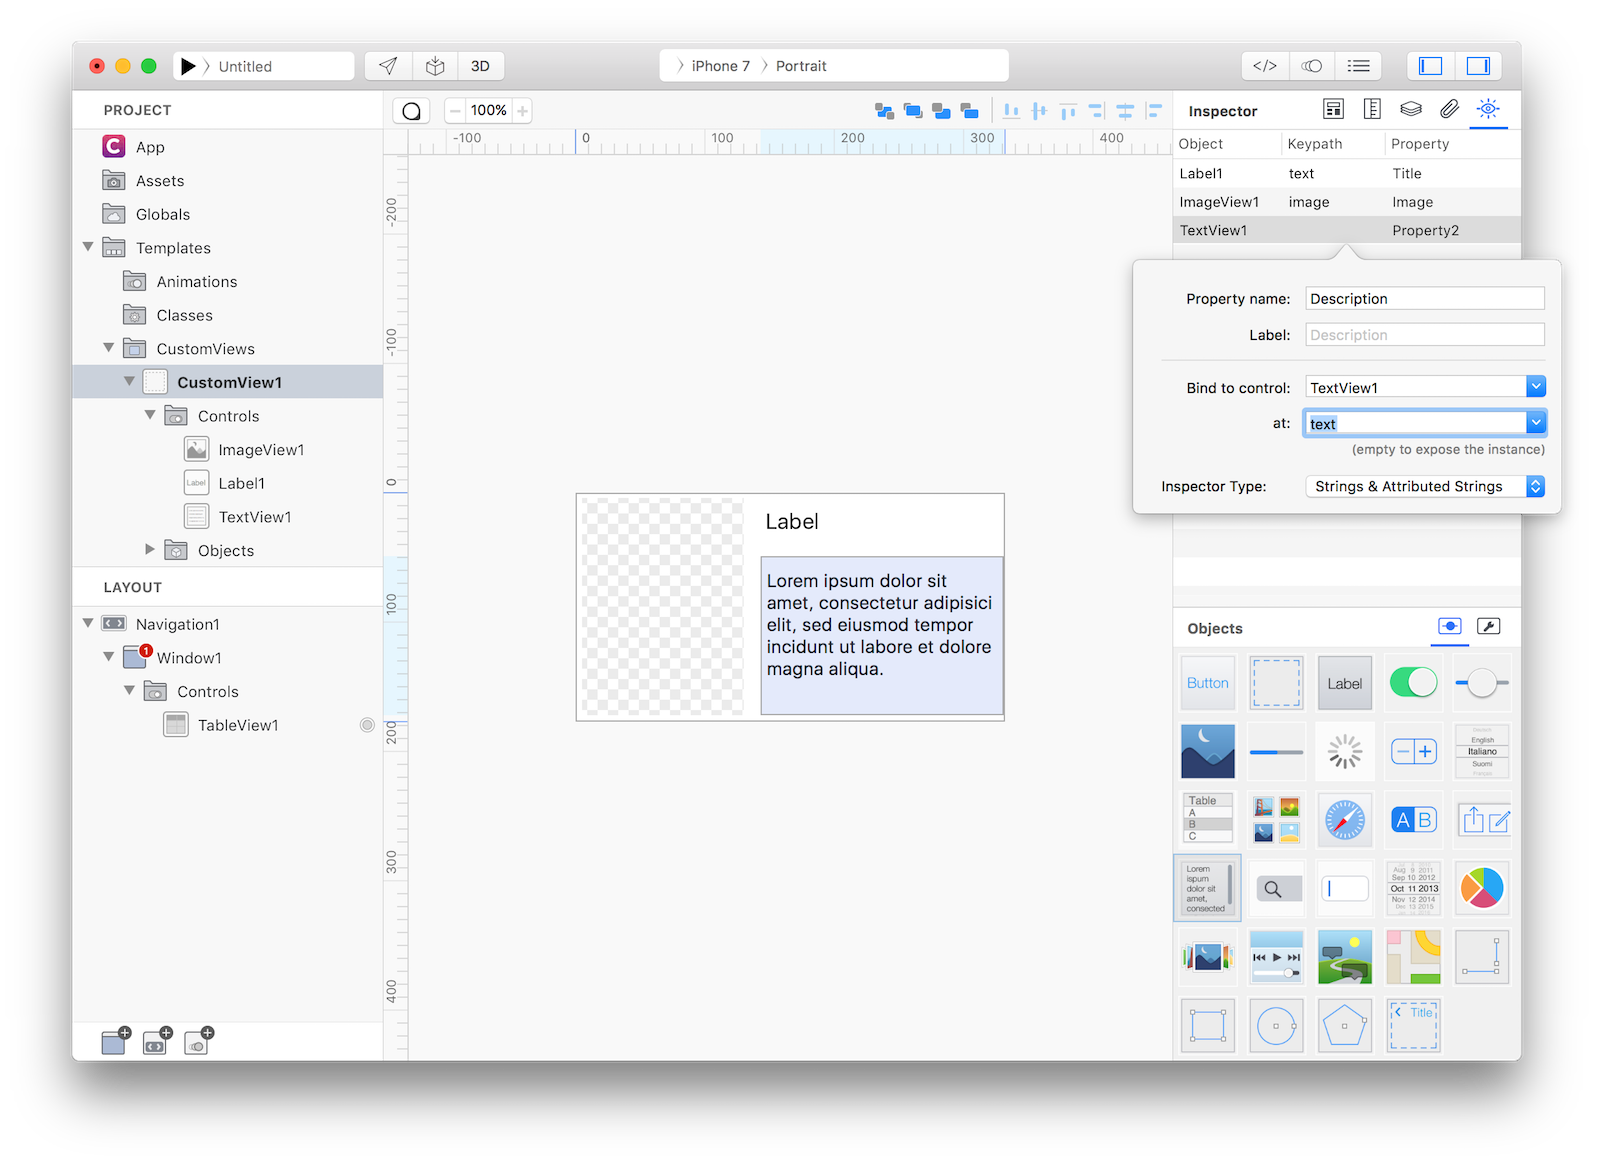 Untitled
3D
iPhone 7
Portrait
</>
PROJECT
App
Assets
Globals
Templates
Animations
Classes
CustomViews
CustomView1
Controls
ImageView1
Label
Label1
TextView1
Objects
LAYOUT
Navigation1
1
Window1
Controls
TableView1
100%
-100
0
100
200
300
400
-200
-100
0
100
200
300
400
Label
Lorem ipsum dolor sit
amet, consectetur adipisici
elit, sed eiusmod tempor
incidunt ut labore et dolore
magna aliqua.
Inspector
Object Keypath Property
Label1 text Title
ImageView1 image Image
TextView1 Property2
Property name: Description
Label: Description
Bind to control: TextView1
at: text
(empty to expose the instance)
Inspector Type: Strings & Attributed Strings
Objects
Button
Label
English
Italiano
Suomi
Français
Table
A
B
C
A B
Lorem
ispum
dolor sit
amet,
consected
Aug 9 2011
Sep 10 2012
Oct 11 2013
Nov 12 2014
Dec 13 2015
Title